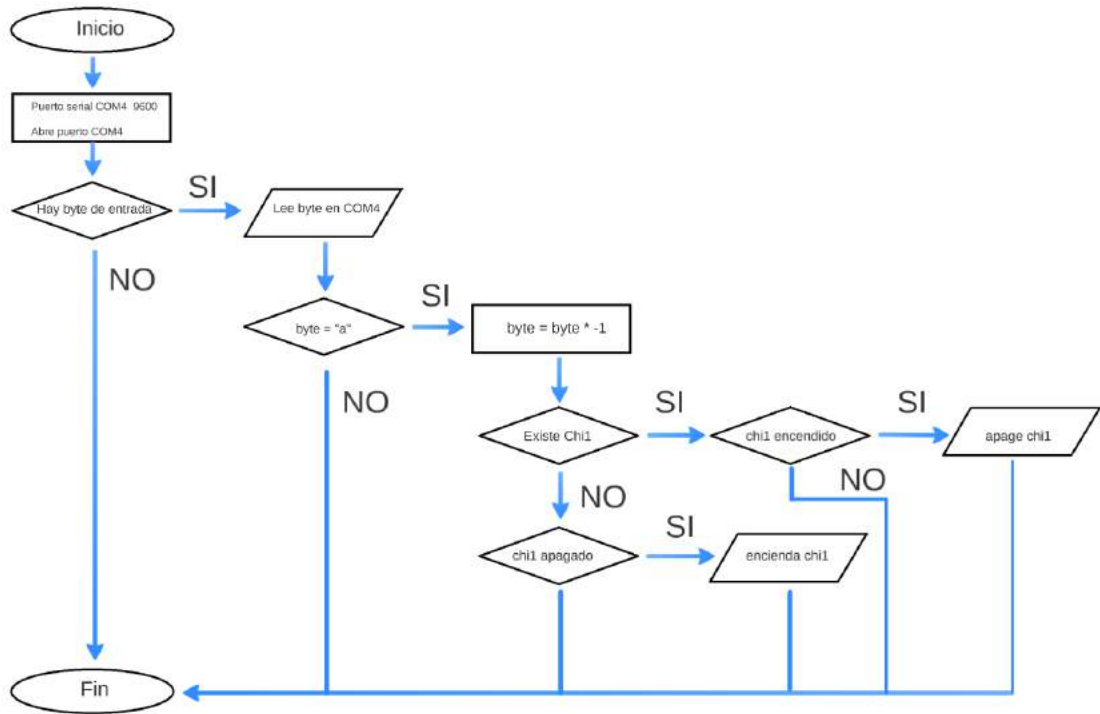 Inicio
Puerto serial COM4 9600
Abre puerto COM4
Hay byte de entrada
SI
Lee byte en COM4
NO
byte = "a"
SI
byte = byte * -1
NO
Existe Chi1
SI
chi1 encendido
SI
apage chi1
NO
NO
chi1 apagado
SI
encienda chi1
Fin